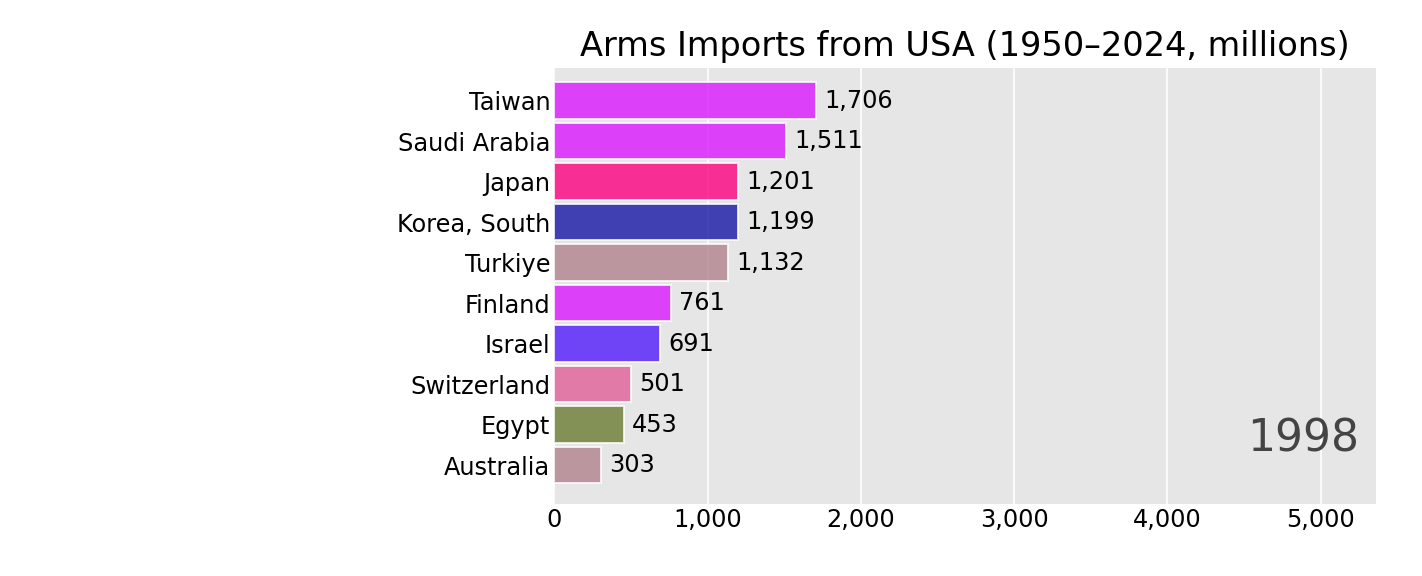 Arms Imports from USA (1950–2024, millions)
Taiwan 1,706
Saudi Arabia 1,511
Japan 1,201
Korea, South 1,199
Turkiye 1,132
Finland 761
Israel 691
Switzerland 501
Egypt 453
Australia 303
1998
0 1,000 2,000 3,000 4,000 5,000